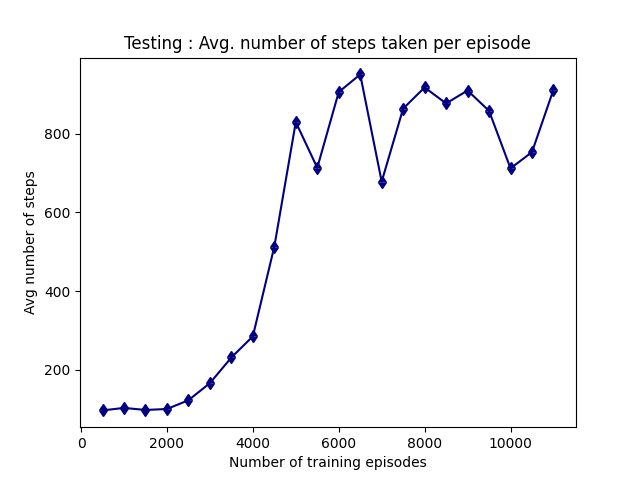 Testing : Avg. number of steps taken per episode
800
600
400
200
Avg number of steps
0 2000 4000 6000 8000 10000
Number of training episodes